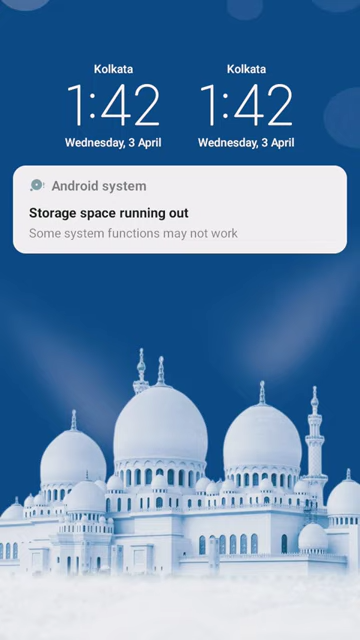 Kolkata
1:42
Wednesday, 3 April
Kolkata
1:42
Wednesday, 3 April
Android system
Storage space running out
Some system functions may not work